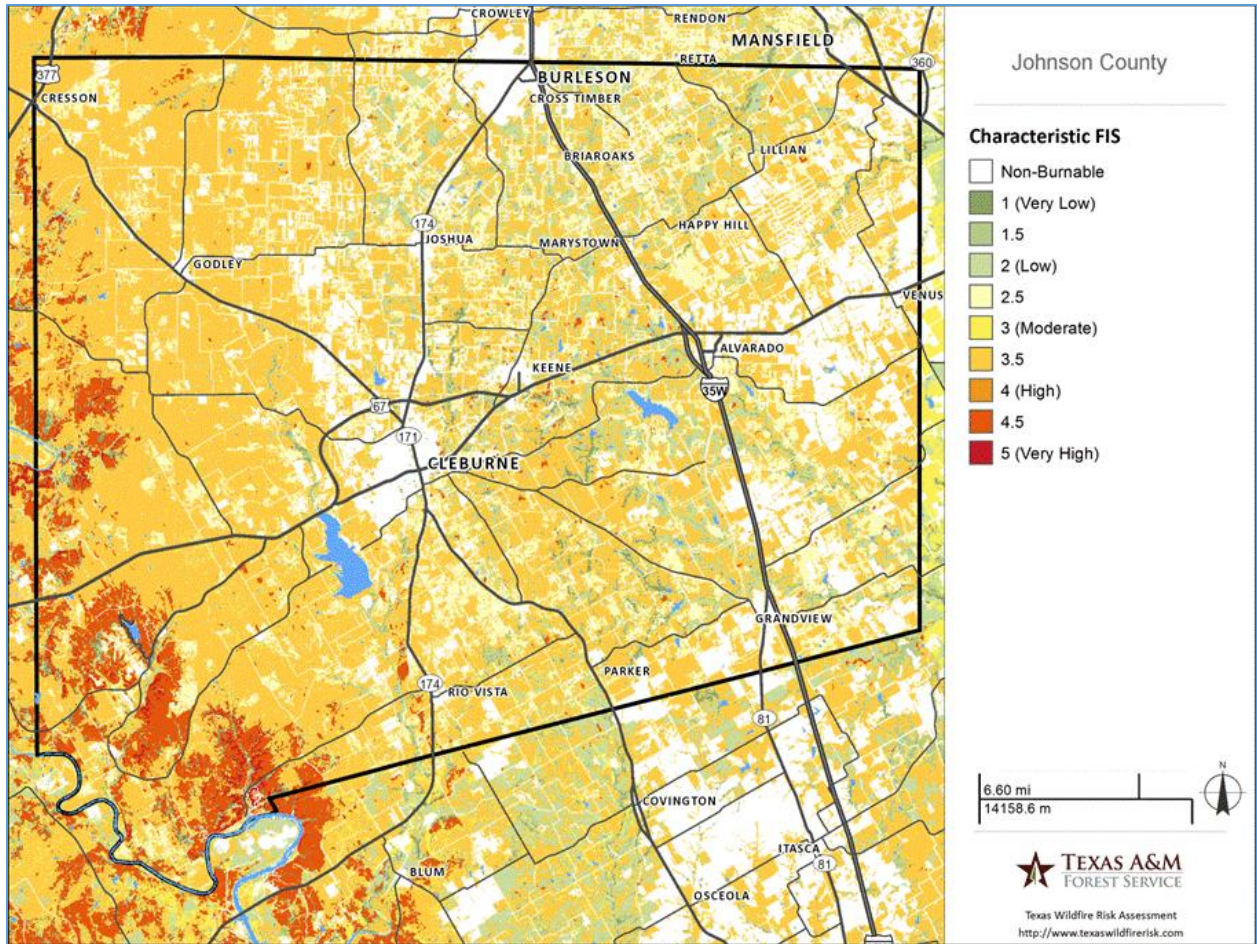 CROWLEY
RENDON
MANSFIELD
RETTA
377
BURLESON
360
CRESSON
CROSS TIMBER
BRIAROAKS
LILLIAN
174
HAPPY HILL
JOSHUA
MARYSTOWN
GODLEY
VENUS
ALVARADO
KEENE
35W
67
171
CLEBURNE
GRANDVIEW
PARKER
174
RIO VISTA
81
COVINGTON
ITASCA
81
BLUM
OSCEOLA
Johnson County
Characteristic FIS
Non-Burnable
1 (Very Low)
1.5
2 (Low)
2.5
3 (Moderate)
3.5
4 (High)
4.5
5 (Very High)
N
6.60 mi
14158.6 m
TEXAS A&M
FOREST SERVICE
Texas Wildfire Risk Assessment
http://www.texaswildfirerisk.com